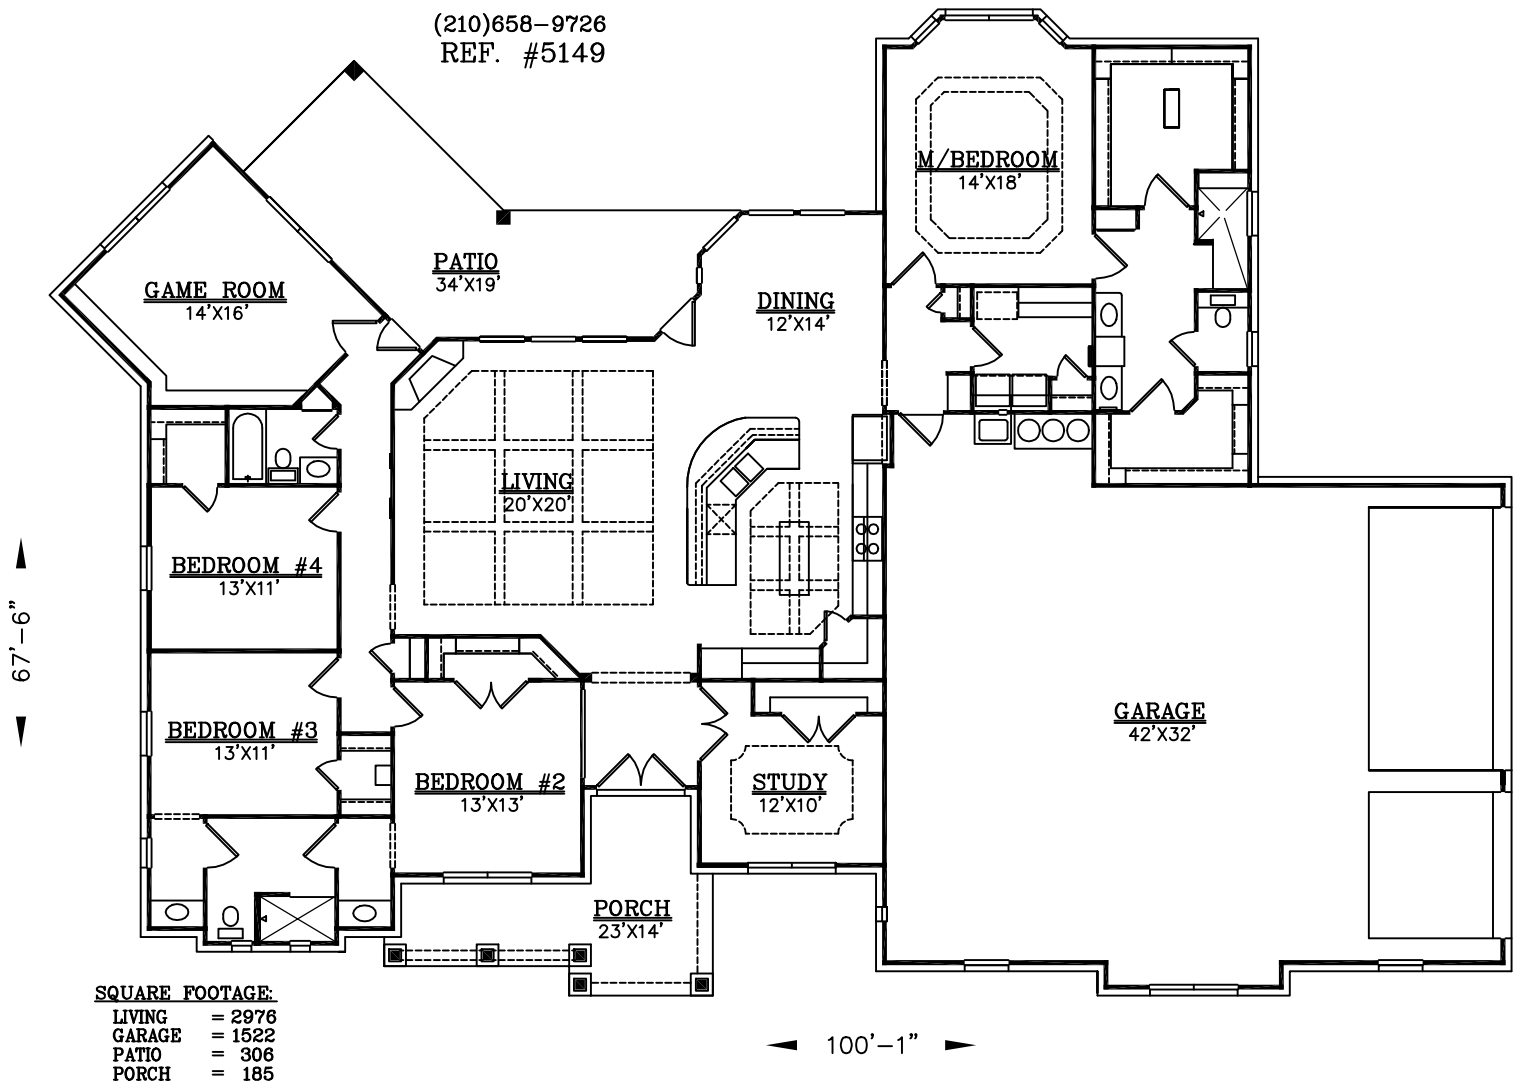 (210)658-9726
REF. #5149
M/BEDROOM
14'X18'
PATIO
34'X19'
GAME ROOM
14'X16'
DINING
12'X14'
LIVING
20'X20'
BEDROOM #4
13'X11'
67'-6"
BEDROOM #3
13'X11'
GARAGE
42'X32'
BEDROOM #2
13'X13'
STUDY
12'X10'
PORCH
23'X14'
SQUARE FOOTAGE:
LIVING = 2976
GARAGE = 1522
PATIO = 306
PORCH = 185
100'-1"